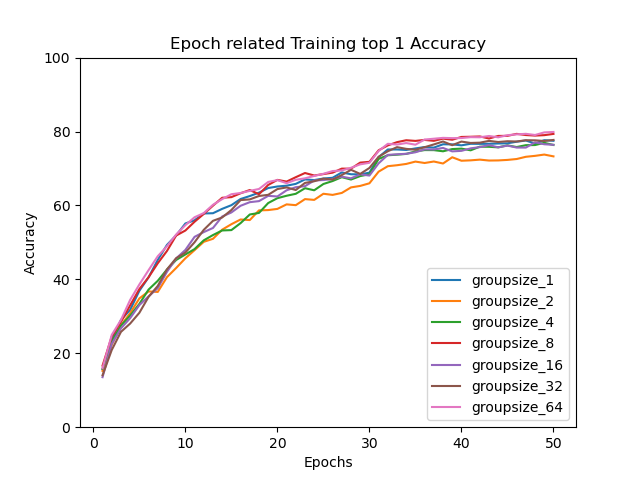 Epoch related Training top 1 Accuracy
100
80
60
40
20
0
Accuracy
0 10 20 30 40 50
Epochs
groupsize_1
groupsize_2
groupsize_4
groupsize_8
groupsize_16
groupsize_32
groupsize_64